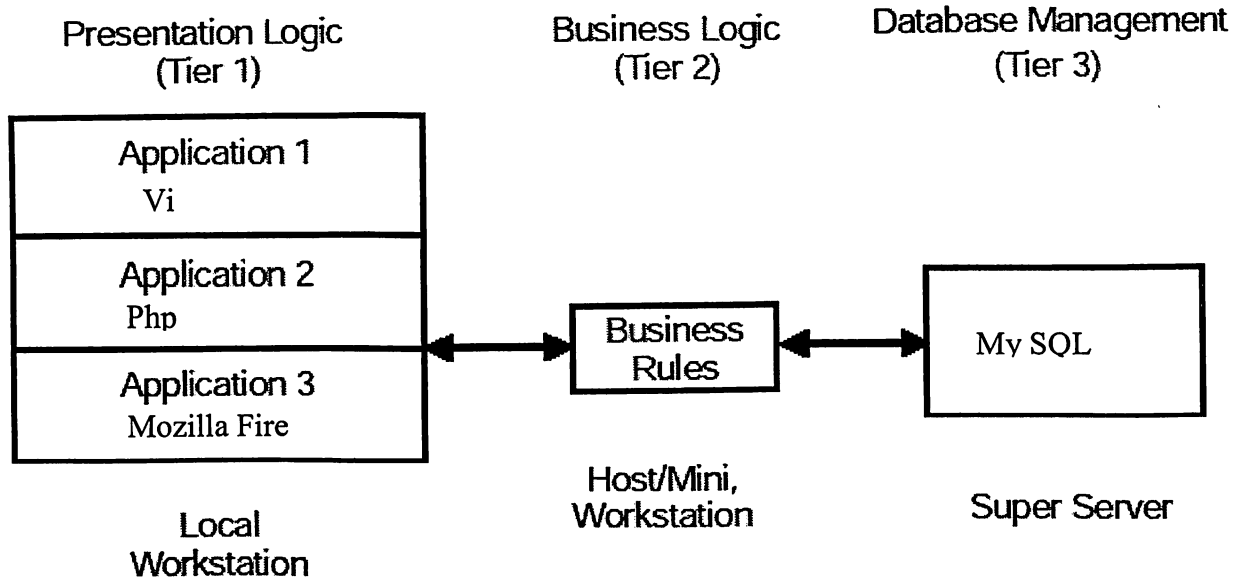 Presentation Logic
(Tier 1)
Business Logic
(Tier 2)
Database Management
(Tier 3)
Application 1
Vi
Application 2
Php
Application 3
Mozilla Fire
Business
Rules
My SQL
Local
Workstation
Host/Mini,
Workstation
Super Server